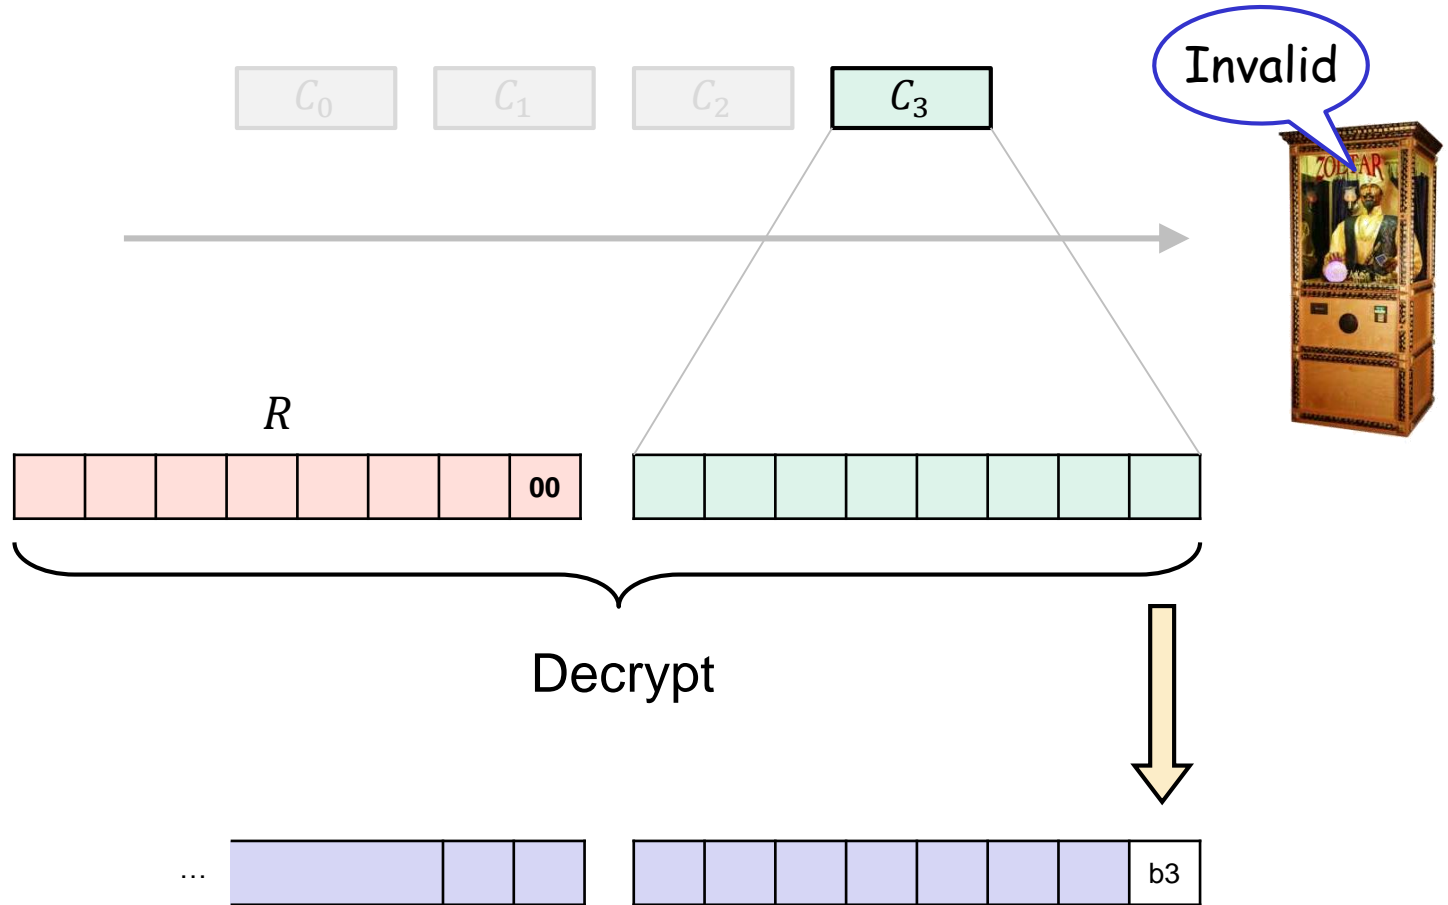 Invalid
C₀ C₁ C₂ C₃
ZOLTAR
R
00
Decrypt
... b3